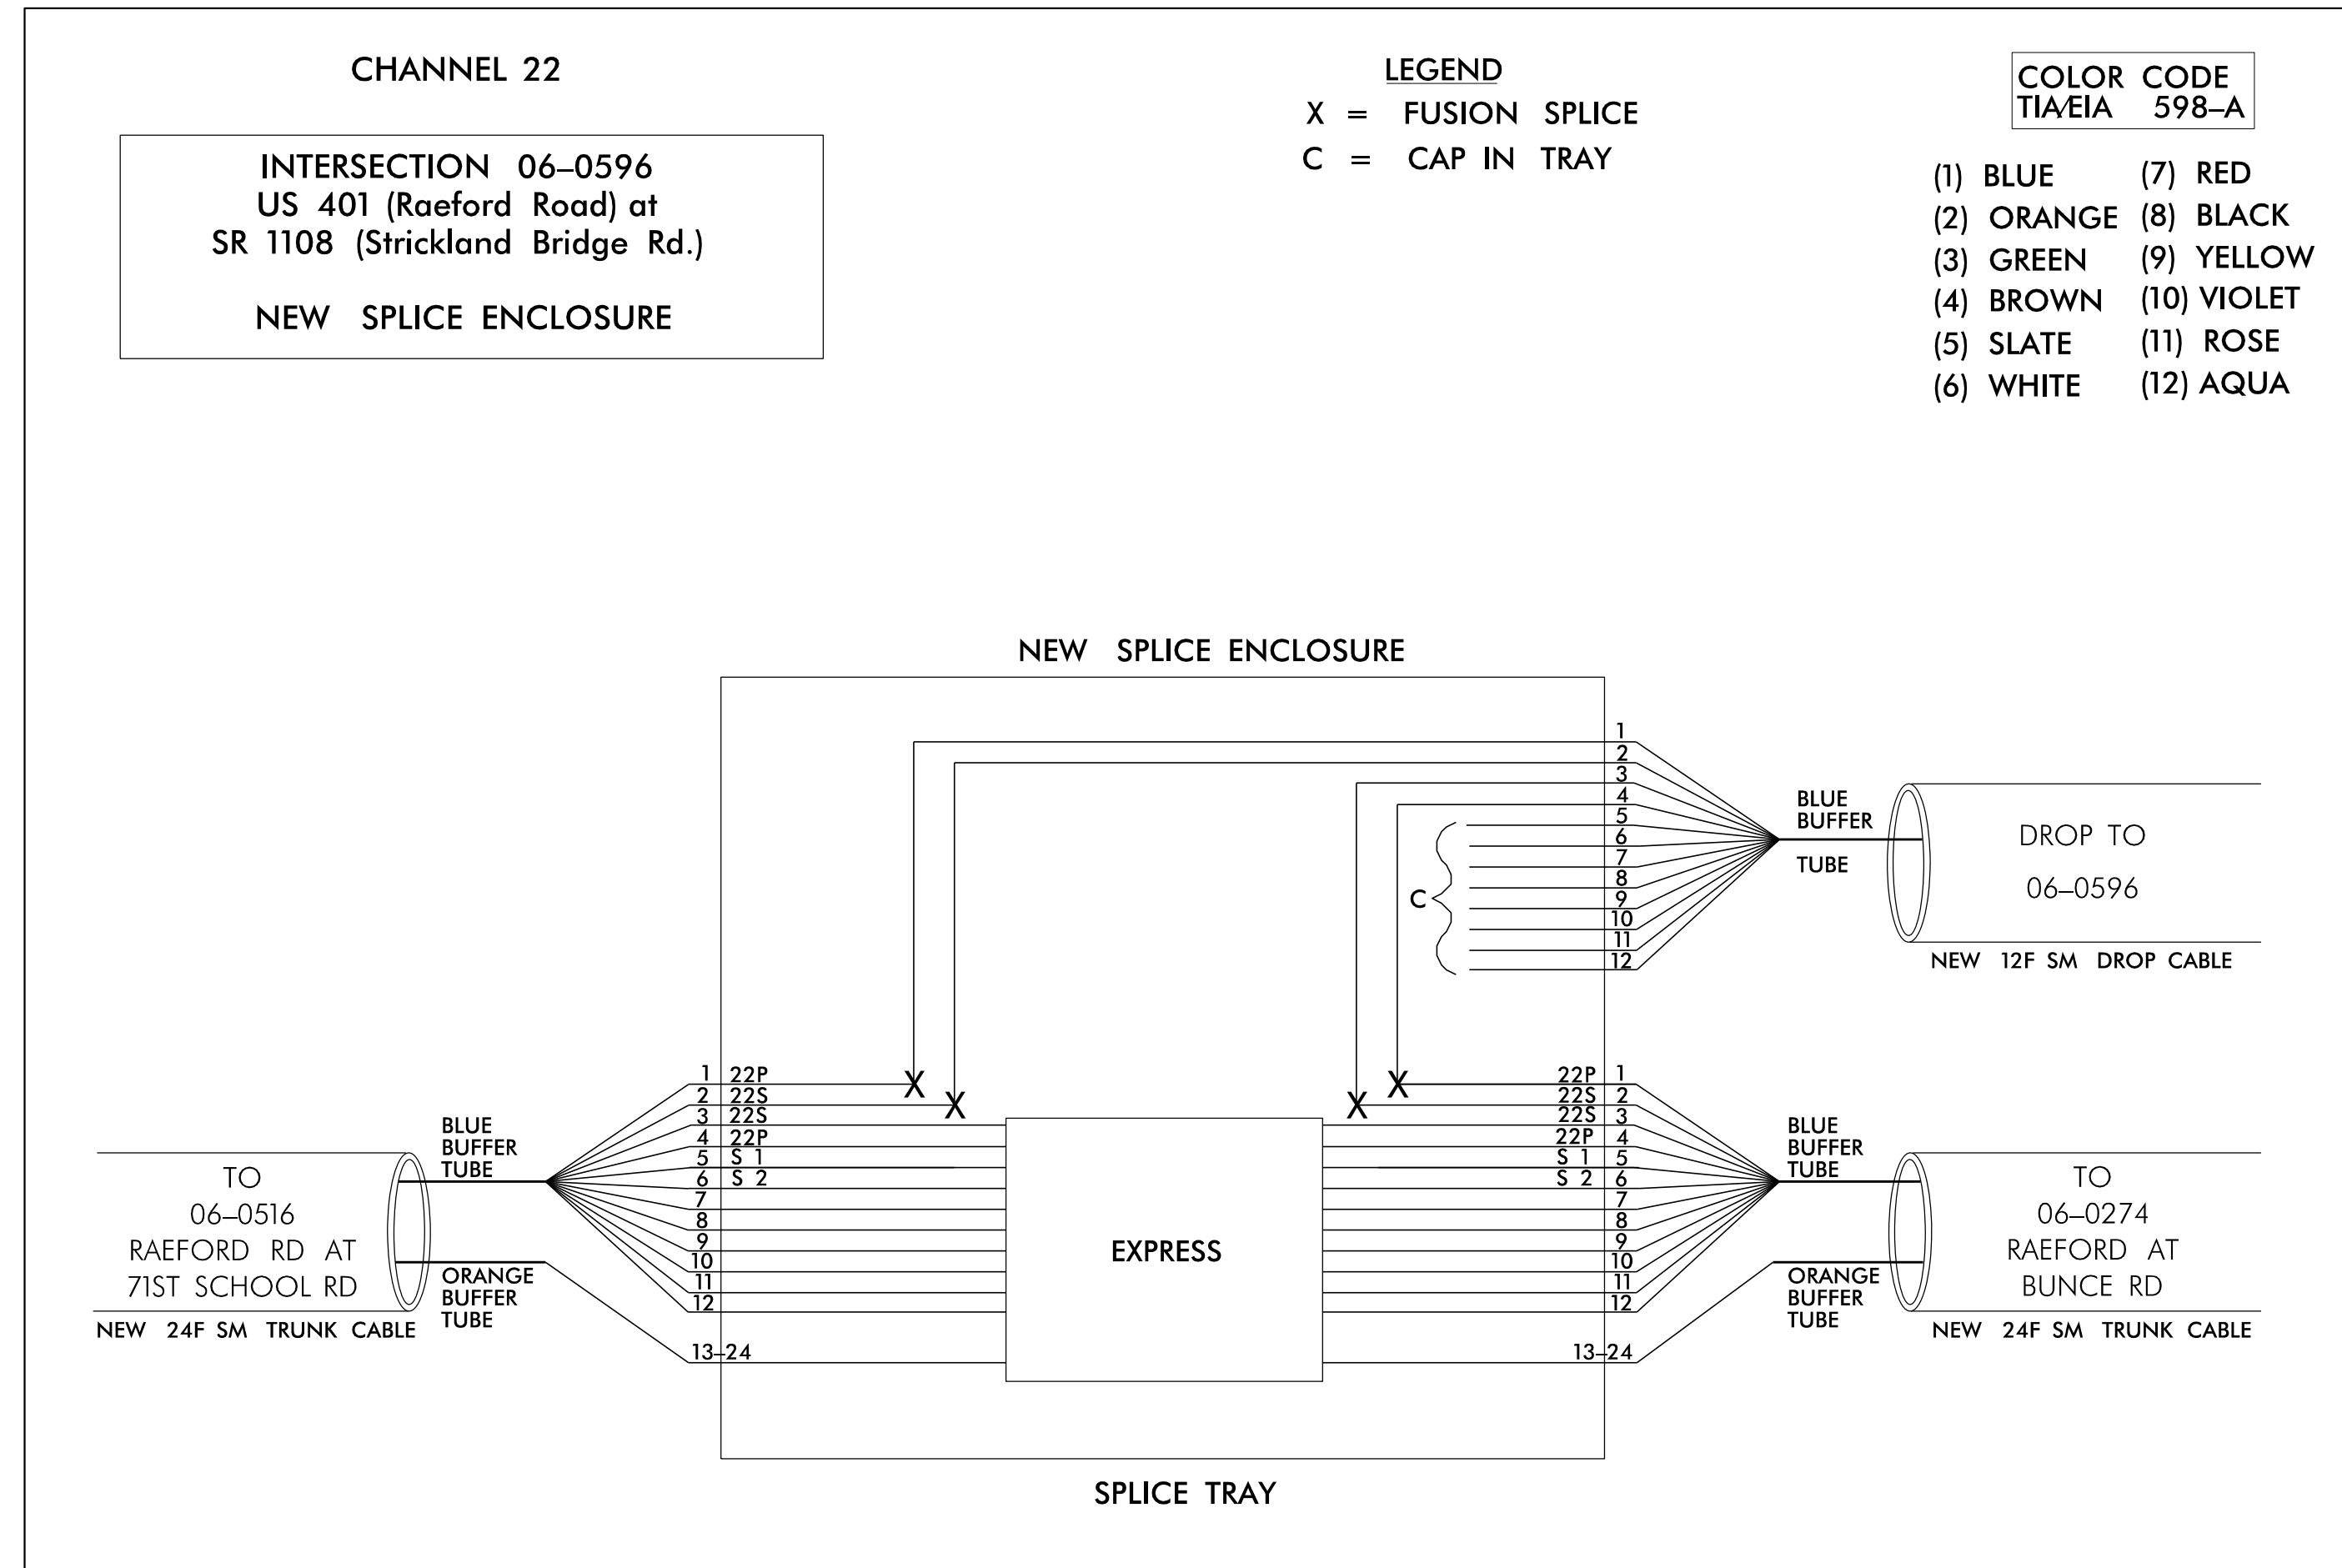 CHANNEL 22
INTERSECTION 06-0596
US 401 (Raeford Road) at
SR 1108 (Strickland Bridge Rd.)
NEW SPLICE ENCLOSURE
LEGEND
X = FUSION SPLICE
C = CAP IN TRAY
COLOR CODE
TIA/EIA 598-A
(1) BLUE (7) RED
(2) ORANGE (8) BLACK
(3) GREEN (9) YELLOW
(4) BROWN (10) VIOLET
(5) SLATE (11) ROSE
(6) WHITE (12) AQUA
NEW SPLICE ENCLOSURE
1
2
3
4
5
6
7
8
9
10
11
12
C
BLUE
BUFFER
TUBE
DROP TO
06-0596
NEW 12F SM DROP CABLE
TO
06-0516
RAEFORD RD AT
71ST SCHOOL RD
NEW 24F SM TRUNK CABLE
BLUE
BUFFER
TUBE
ORANGE
BUFFER
TUBE
1 22P
2 22S
3 22S
4 22P
5 S 1
6 S 2
7
8
9
10
11
12
13-24
X
X
X
X
EXPRESS
22P 1
22S 2
22S 3
22P 4
S 1 5
S 2 6
7
8
9
10
11
12
13-24
BLUE
BUFFER
TUBE
ORANGE
BUFFER
TUBE
TO
06-0274
RAEFORD AT
BUNCE RD
NEW 24F SM TRUNK CABLE
SPLICE TRAY